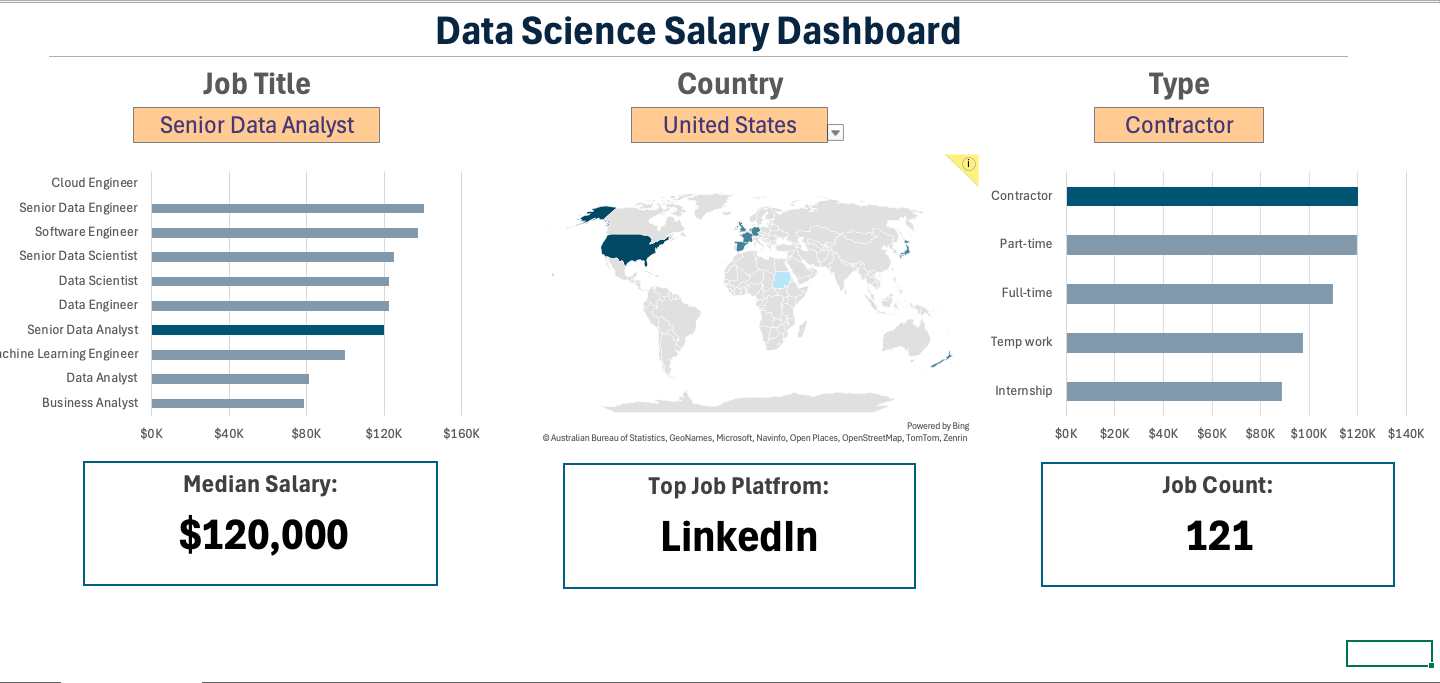 Data Science Salary Dashboard
Job Title
Senior Data Analyst
Country
United States
Type
Contractor
Cloud Engineer
Senior Data Engineer
Software Engineer
Senior Data Scientist
Data Scientist
Data Engineer
Senior Data Analyst
achine Learning Engineer
Data Analyst
Business Analyst
$0K $40K $80K $120K $160K
i
Powered by Bing
© Australian Bureau of Statistics, GeoNames, Microsoft, Navinfo, Open Places, OpenStreetMap, TomTom, Zenrin
Contractor
Part-time
Full-time
Temp work
Internship
$0K $20K $40K $60K $80K $100K $120K $140K
Median Salary:
$120,000
Top Job Platfrom:
LinkedIn
Job Count:
121